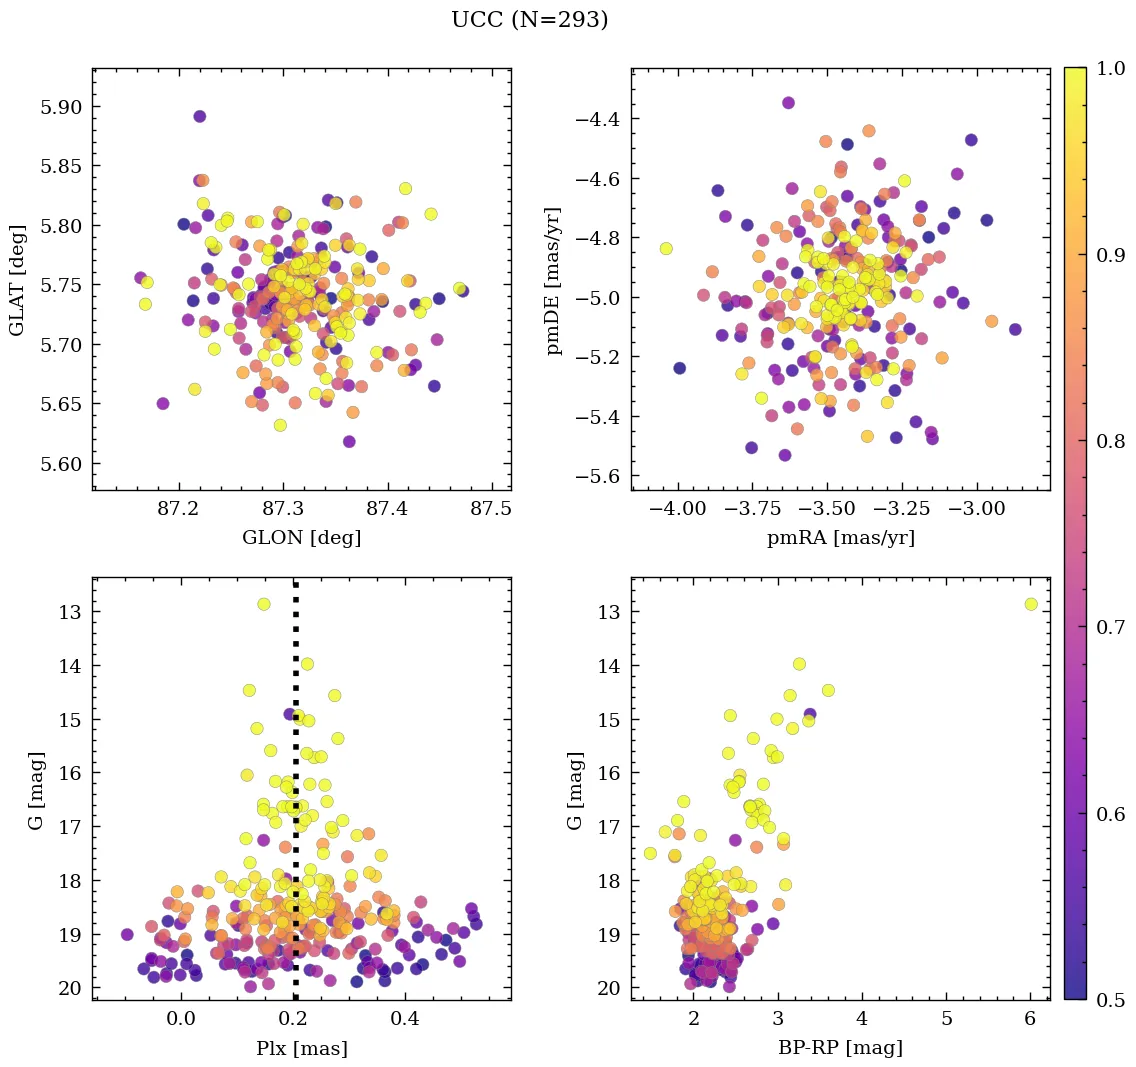 UCC (N=293)
5.90
5.85
5.80
5.75
5.70
5.65
5.60
GLAT [deg]
87.2 87.3 87.4 87.5
GLON [deg]
−4.4
−4.6
−4.8
−5.0
−5.2
−5.4
−5.6
pmDE [mas/yr]
−4.00 −3.75 −3.50 −3.25 −3.00
pmRA [mas/yr]
13
14
15
16
17
18
19
20
G [mag]
0.0 0.2 0.4
Plx [mas]
13
14
15
16
17
18
19
20
G [mag]
2 3 4 5 6
BP-RP [mag]
1.0
0.9
0.8
0.7
0.6
0.5